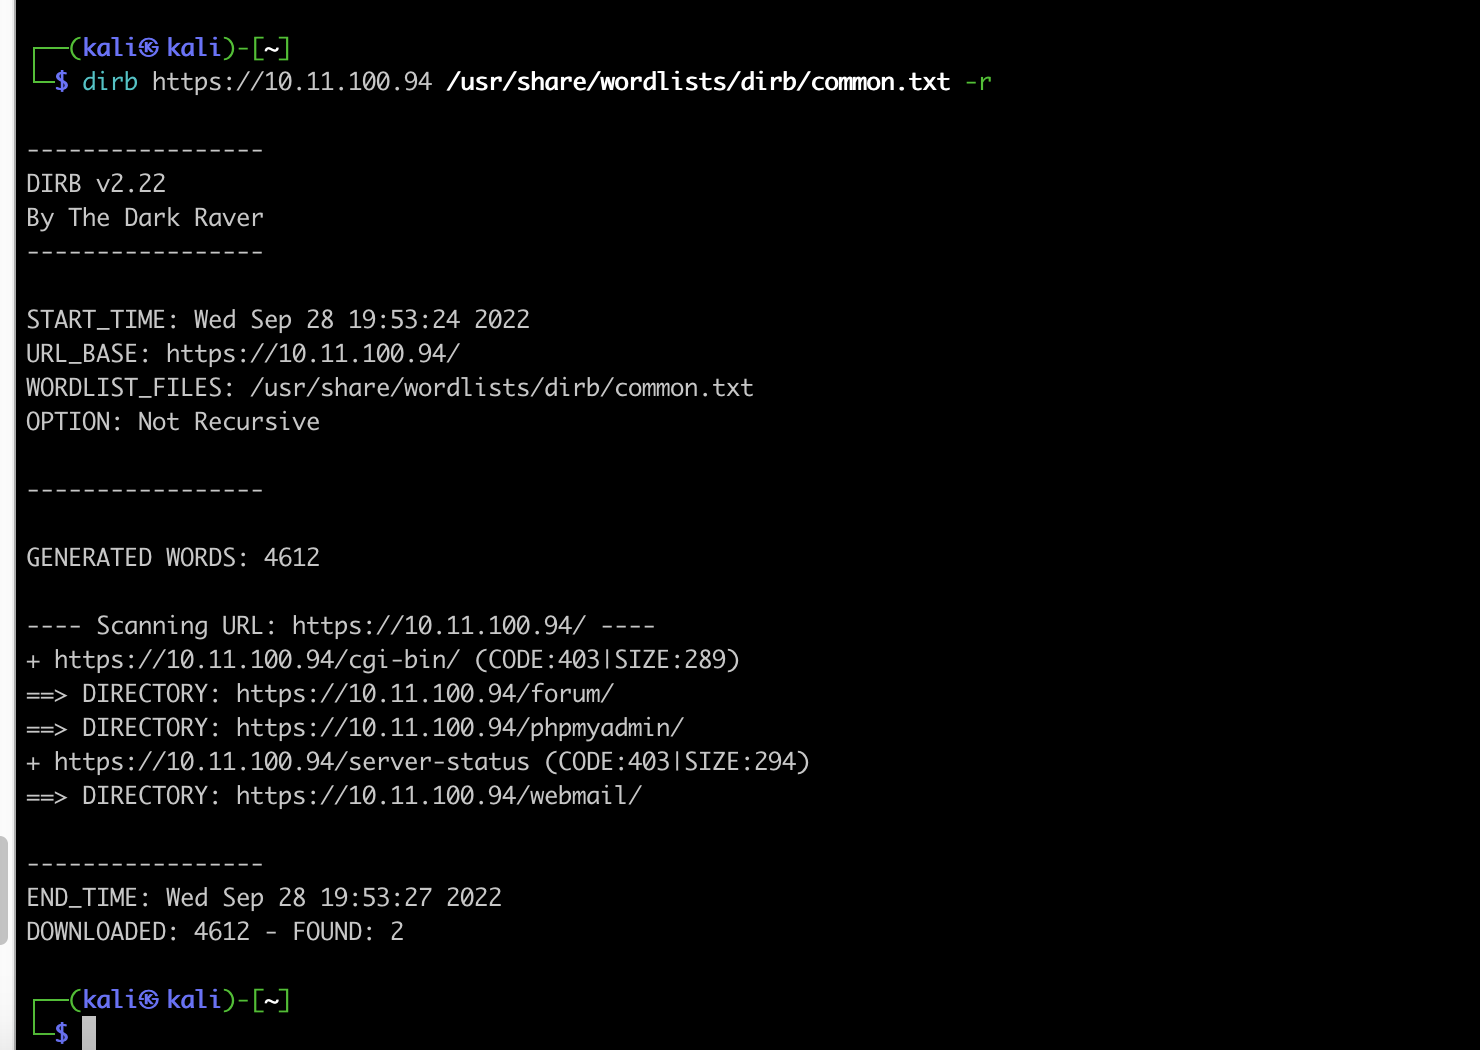 ┌──(kali㉿kali)-[~]
└─$ dirb https://10.11.100.94 /usr/share/wordlists/dirb/common.txt -r
-----------------
DIRB v2.22
By The Dark Raver
-----------------
START_TIME: Wed Sep 28 19:53:24 2022
URL_BASE: https://10.11.100.94/
WORDLIST_FILES: /usr/share/wordlists/dirb/common.txt
OPTION: Not Recursive
-----------------
GENERATED WORDS: 4612
---- Scanning URL: https://10.11.100.94/ ----
+ https://10.11.100.94/cgi-bin/ (CODE:403|SIZE:289)
==> DIRECTORY: https://10.11.100.94/forum/
==> DIRECTORY: https://10.11.100.94/phpmyadmin/
+ https://10.11.100.94/server-status (CODE:403|SIZE:294)
==> DIRECTORY: https://10.11.100.94/webmail/
-----------------
END_TIME: Wed Sep 28 19:53:27 2022
DOWNLOADED: 4612 - FOUND: 2
┌──(kali㉿kali)-[~]
└─$